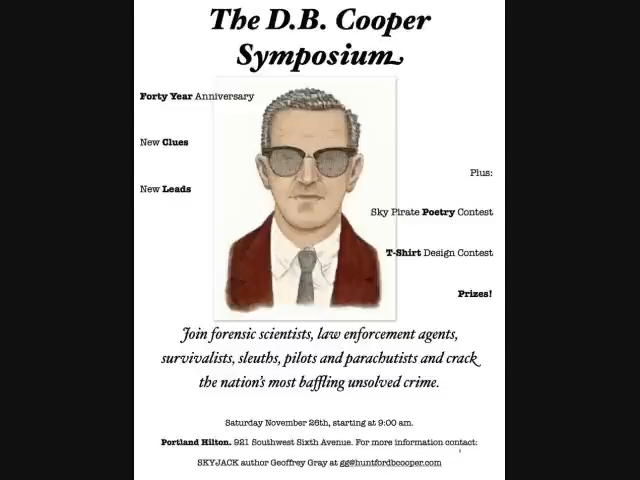 The D.B. Cooper
Symposium
Forty Year Anniversary
New Clues
New Leads
Plus:
Sky Pirate Poetry Contest
T-Shirt Design Contest
Prizes!
Join forensic scientists, law enforcement agents,
survivalists, sleuths, pilots and parachutists and crack
the nation's most baffling unsolved crime.
Saturday November 26th, starting at 9:00 am.
Portland Hilton. 921 Southwest Sixth Avenue. For more information contact:
SKYJACK author Geoffrey Gray at gg@huntfordbcooper.com